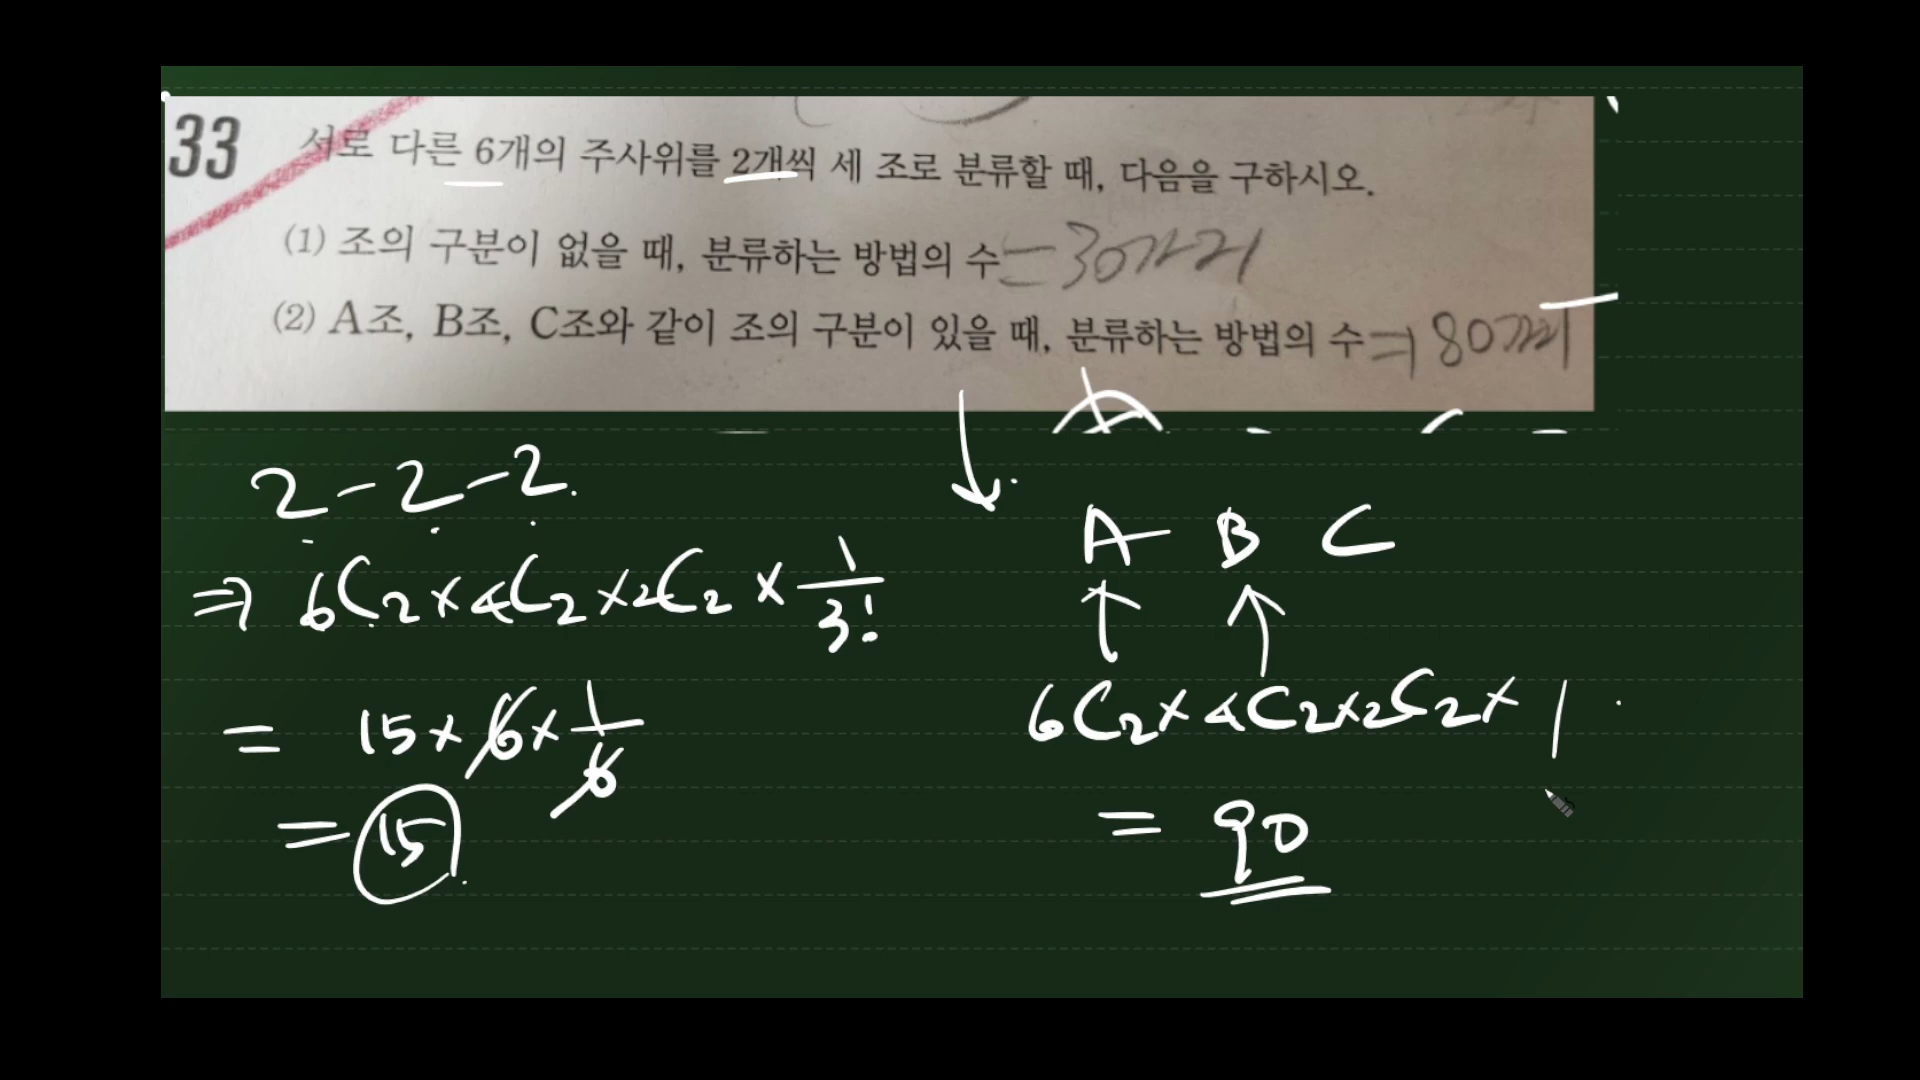 33 서로 다른 6개의 주사위를 2개씩 세 조로 분류할 때, 다음을 구하시오.
(1) 조의 구분이 없을 때, 분류하는 방법의 수 = 30가지
(2) A조, B조, C조와 같이 조의 구분이 있을 때, 분류하는 방법의 수 ⇒ 80가지
2 - 2 - 2
⇒ 6C2 × 4C2 × 2C2 × 1/3!
= 15 × 6 × 1/6
= 15
A B C
6C2 × 4C2 × 2C2 × 1
= 90